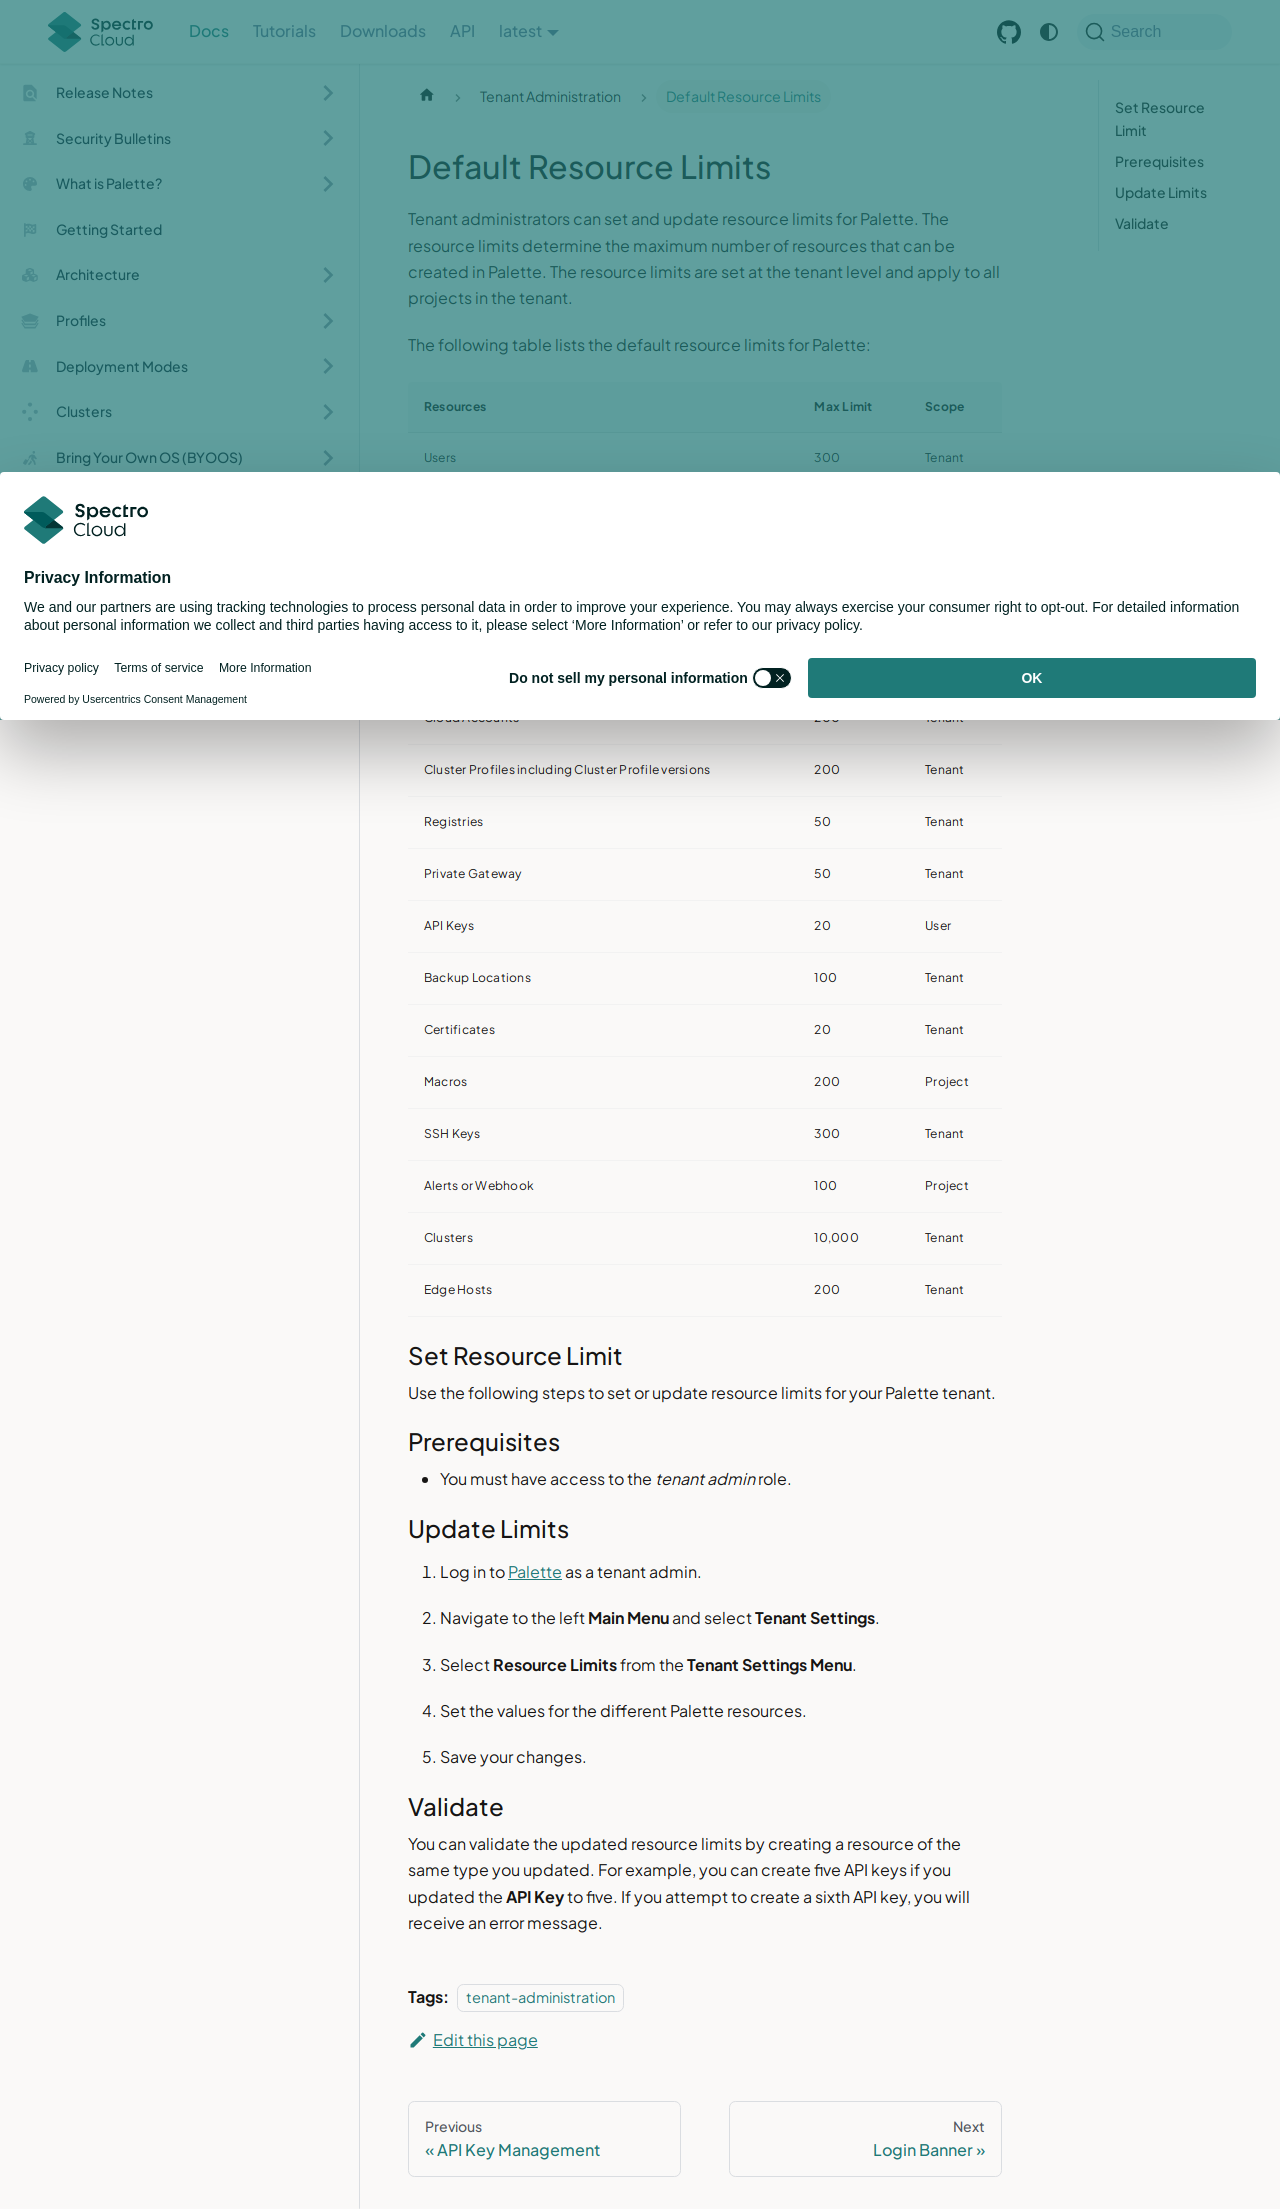 Spectro Cloud
Docs
Tutorials
Downloads
API
latest
Search
Release Notes
Security Bulletins
What is Palette?
Getting Started
Architecture
Profiles
Deployment Modes
Clusters
Bring Your Own OS (BYOOS)
Tenant Administration
Default Resource Limits
Set Resource
Limit
Prerequisites
Update Limits
Validate
Default Resource Limits
Tenant administrators can set and update resource limits for Palette. The
resource limits determine the maximum number of resources that can be
created in Palette. The resource limits are set at the tenant level and apply to all
projects in the tenant.
The following table lists the default resource limits for Palette:
Resources Max Limit Scope
Users 300 Tenant
Spectro
Cloud
Privacy Information
We and our partners are using tracking technologies to process personal data in order to improve your experience. You may always exercise your consumer right to opt-out. For detailed information
about personal information we collect and third parties having access to it, please select ‘More Information’ or refer to our privacy policy.
Privacy policy Terms of service More Information
Powered by Usercentrics Consent Management
Do not sell my personal information
OK
Cloud Accounts 200 Tenant
Cluster Profiles including Cluster Profile versions 200 Tenant
Registries 50 Tenant
Private Gateway 50 Tenant
API Keys 20 User
Backup Locations 100 Tenant
Certificates 20 Tenant
Macros 200 Project
SSH Keys 300 Tenant
Alerts or Webhook 100 Project
Clusters 10,000 Tenant
Edge Hosts 200 Tenant
Set Resource Limit
Use the following steps to set or update resource limits for your Palette tenant.
Prerequisites
You must have access to the tenant admin role.
Update Limits
1. Log in to Palette as a tenant admin.
2. Navigate to the left Main Menu and select Tenant Settings.
3. Select Resource Limits from the Tenant Settings Menu.
4. Set the values for the different Palette resources.
5. Save your changes.
Validate
You can validate the updated resource limits by creating a resource of the
same type you updated. For example, you can create five API keys if you
updated the API Key to five. If you attempt to create a sixth API key, you will
receive an error message.
Tags: tenant-administration
Edit this page
Previous
« API Key Management
Next
Login Banner »